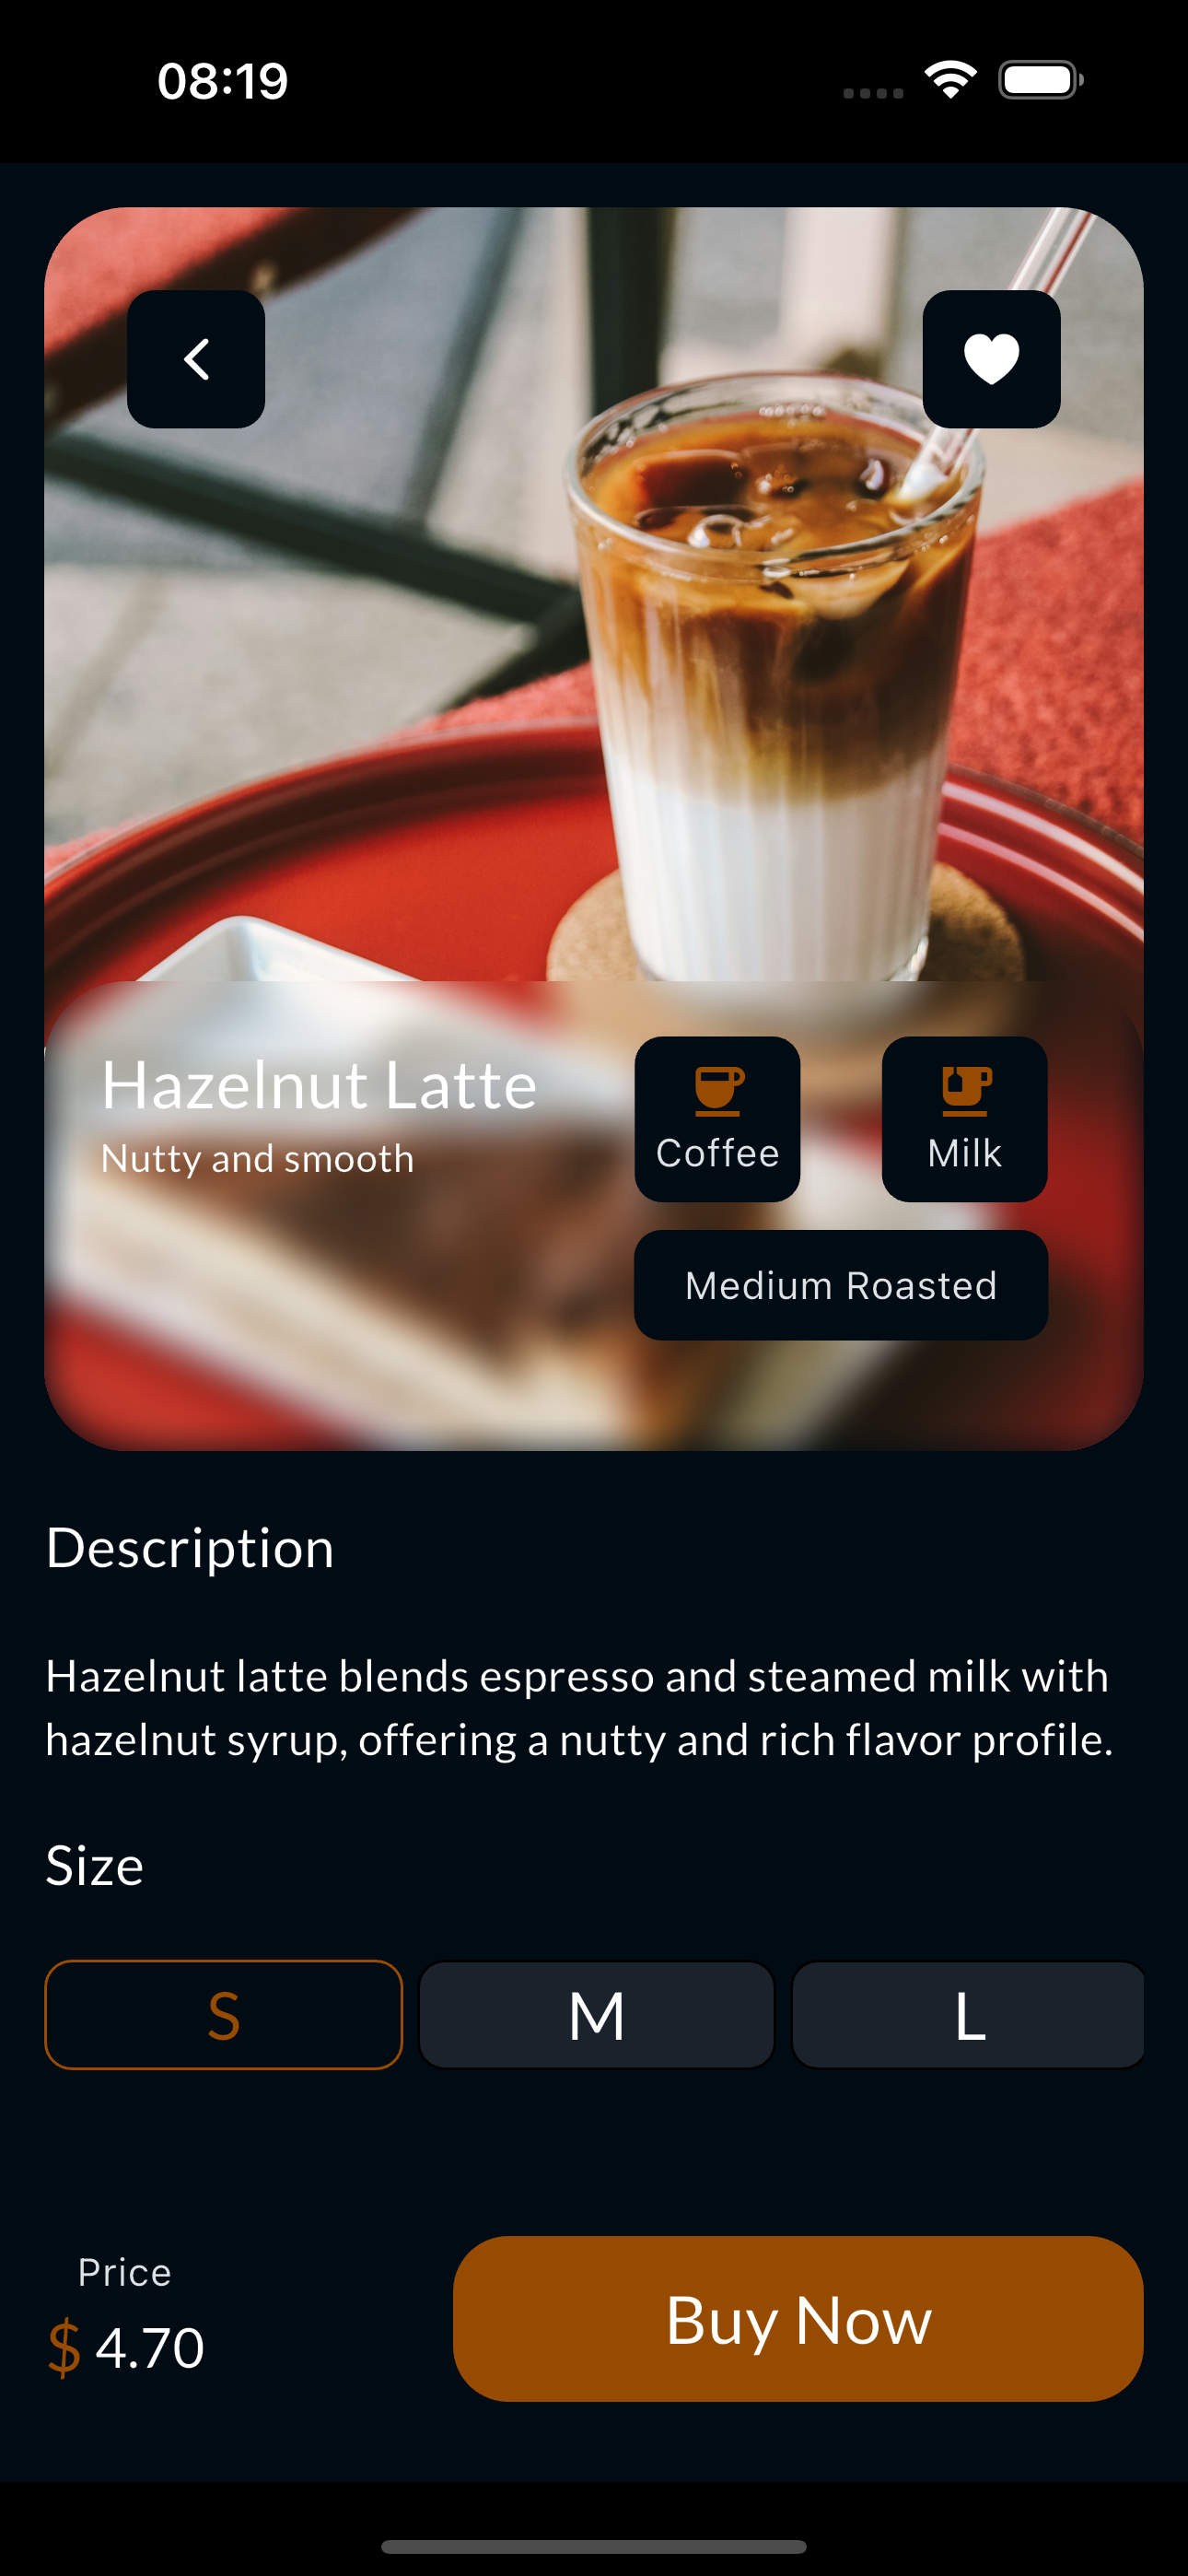 08:19
Hazelnut Latte
Nutty and smooth
Coffee
Milk
Medium Roasted
Description
Hazelnut latte blends espresso and steamed milk with
hazelnut syrup, offering a nutty and rich flavor profile.
Size
S
M
L
Price
$ 4.70
Buy Now